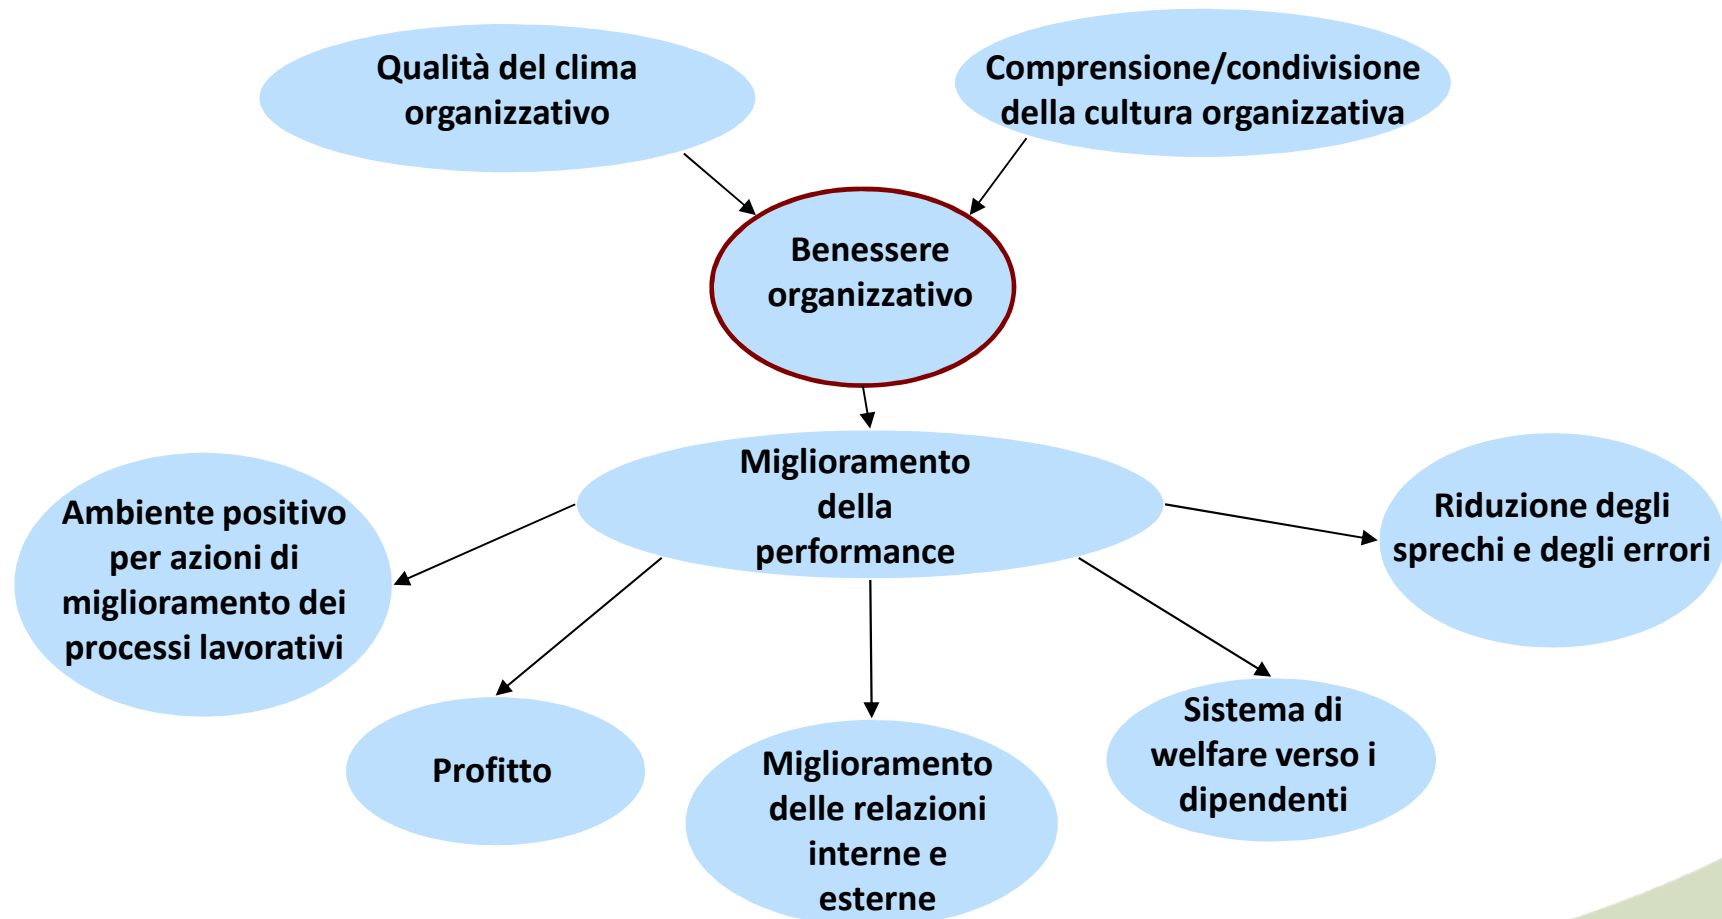 Qualità del clima
organizzativo
Comprensione/condivisione
della cultura organizzativa
Benessere
organizzativo
Miglioramento
della
performance
Ambiente positivo
per azioni di
miglioramento dei
processi lavorativi
Riduzione degli
sprechi e degli errori
Profitto
Miglioramento
delle relazioni
interne e
esterne
Sistema di
welfare verso i
dipendenti